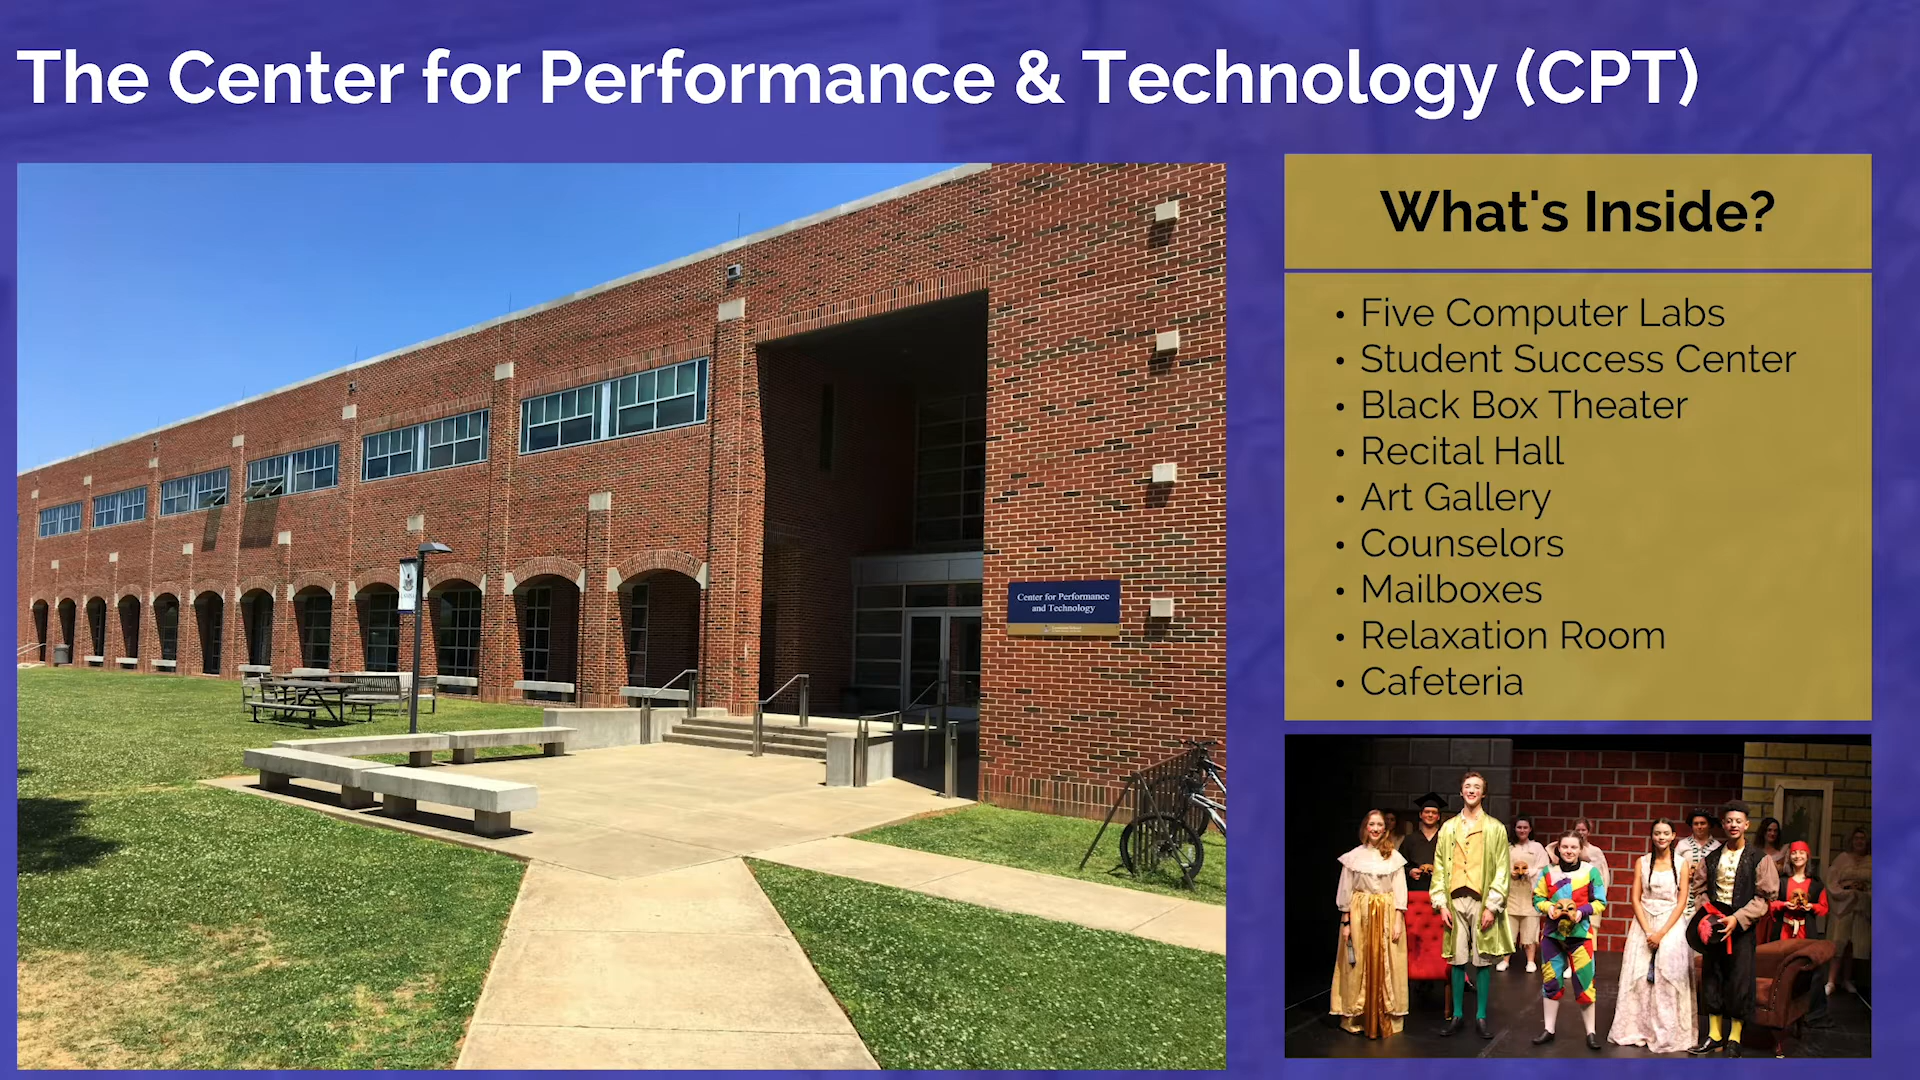 The Center for Performance & Technology (CPT)
What's Inside?
• Five Computer Labs
• Student Success Center
• Black Box Theater
• Recital Hall
• Art Gallery
• Counselors
• Mailboxes
• Relaxation Room
• Cafeteria
Center for Performance
and Technology